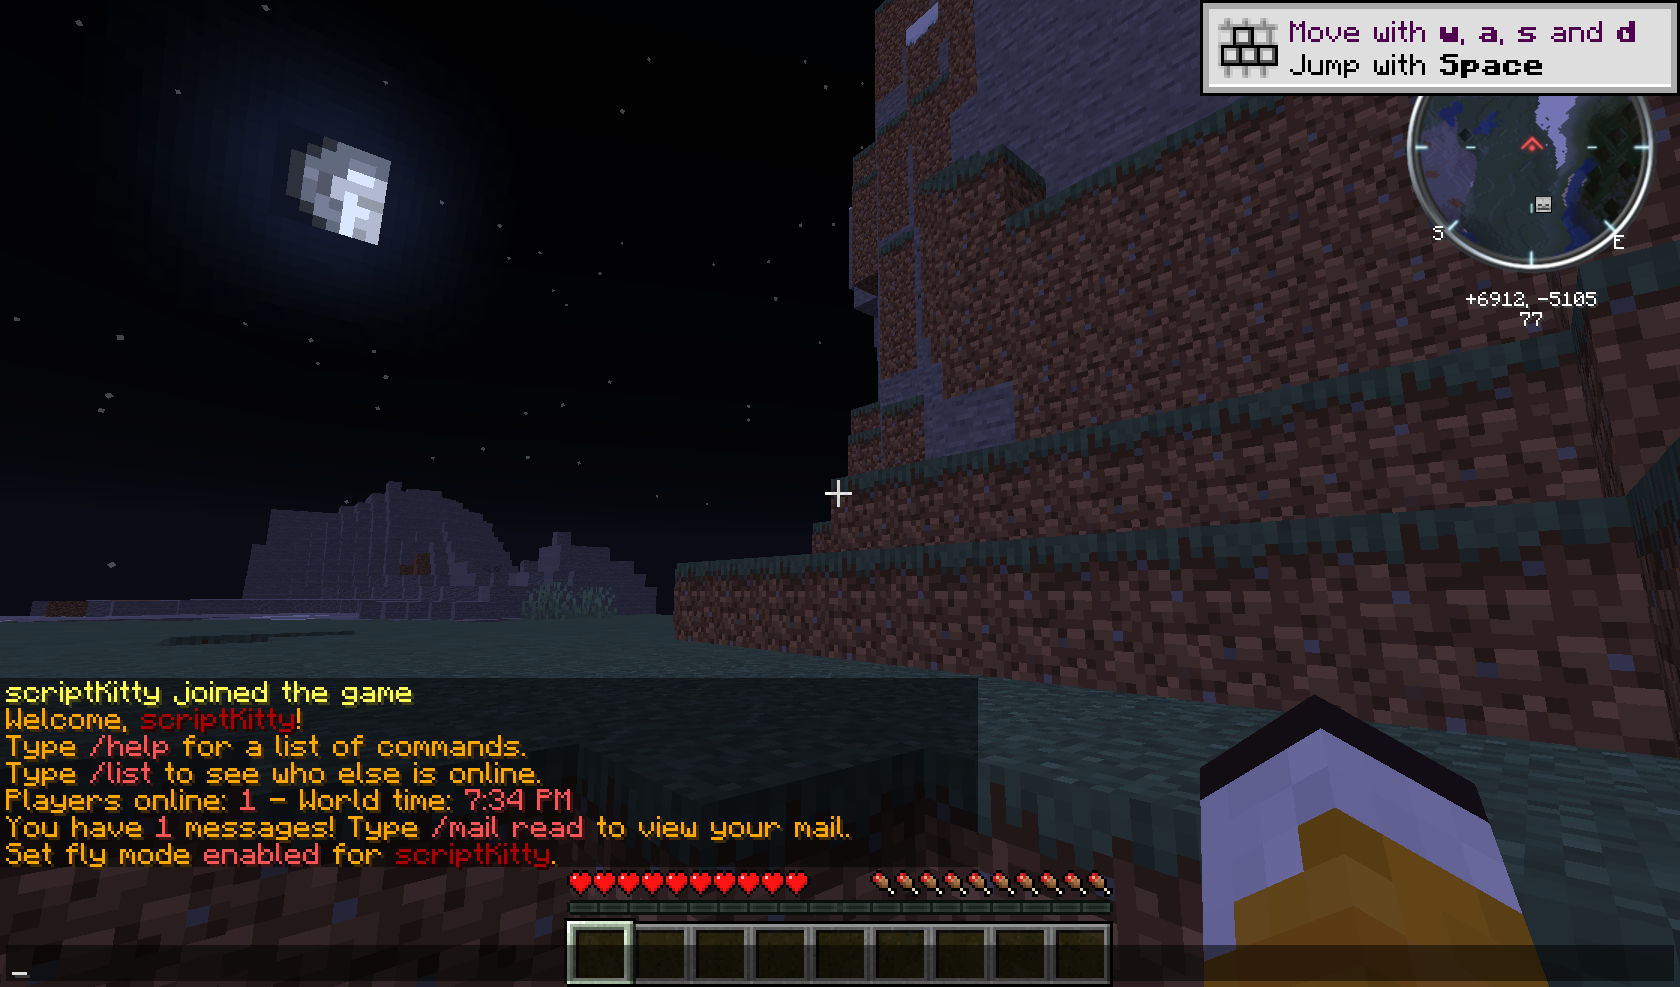 Move with w, a, s and d
Jump with Space
S
E
+6912, -5105
77
scriptKitty joined the game
Welcome, scriptKitty!
Type /help for a list of commands.
Type /list to see who else is online.
Players online: 1 - World time: 7:34 PM
You have 1 messages! Type /mail read to view your mail.
Set fly mode enabled for scriptKitty.
_